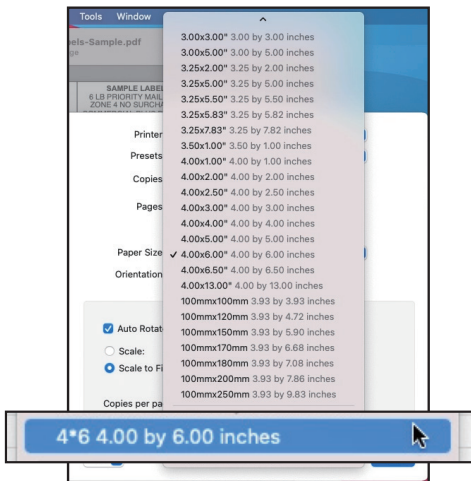 Tools Window
els-Sample.pdf
SAMPLE LABEL
6 LB PRIORITY MAIL
ZONE 4 NO SURCHA
Printer
Presets
Copies
Pages
Paper Size
Orientation
Auto Rotat
Scale:
Scale to Fi
Copies per pa
3.00x3.00" 3.00 by 3.00 inches
3.00x5.00" 3.00 by 5.00 inches
3.25x2.00" 3.25 by 2.00 inches
3.25x5.00" 3.25 by 5.00 inches
3.25x5.50" 3.25 by 5.50 inches
3.25x5.83" 3.25 by 5.82 inches
3.25x7.83" 3.25 by 7.82 inches
3.50x1.00" 3.50 by 1.00 inches
4.00x1.00" 4.00 by 1.00 inches
4.00x2.00" 4.00 by 2.00 inches
4.00x2.50" 4.00 by 2.50 inches
4.00x3.00" 4.00 by 3.00 inches
4.00x4.00" 4.00 by 4.00 inches
4.00x5.00" 4.00 by 5.00 inches
✓ 4.00x6.00" 4.00 by 6.00 inches
4.00x6.50" 4.00 by 6.50 inches
4.00x13.00" 4.00 by 13.00 inches
100mmx100mm 3.93 by 3.93 inches
100mmx120mm 3.93 by 4.72 inches
100mmx150mm 3.93 by 5.90 inches
100mmx170mm 3.93 by 6.68 inches
100mmx180mm 3.93 by 7.08 inches
100mmx200mm 3.93 by 7.86 inches
100mmx250mm 3.93 by 9.83 inches
4*6 4.00 by 6.00 inches